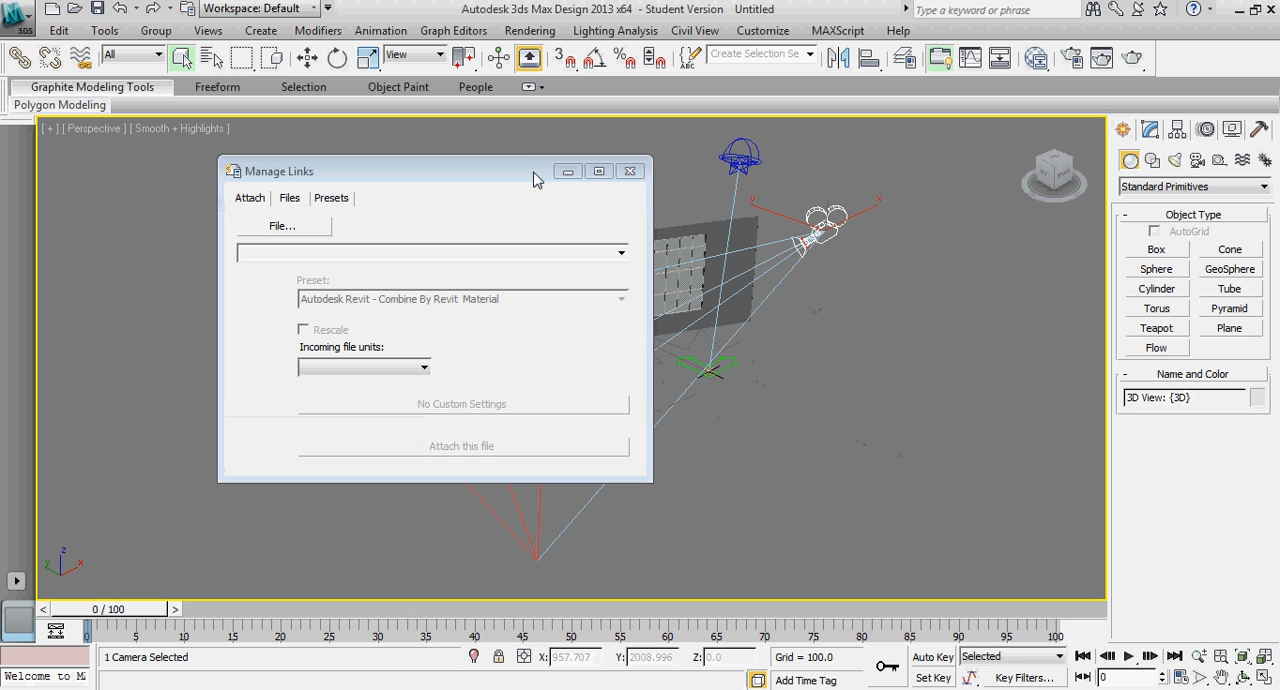 3DS
Workspace: Default
Autodesk 3ds Max Design 2013 x64 - Student Version Untitled
Type a keyword or phrase
Edit Tools Group Views Create Modifiers Animation Graph Editors Rendering Lighting Analysis Civil View Customize MAXScript Help
All
View
3
ABC
Create Selection Se
Graphite Modeling Tools Freeform Selection Object Paint People
Polygon Modeling
[ + ] [ Perspective ] [ Smooth + Highlights ]
Manage Links
Attach Files Presets
File...
Preset:
Autodesk Revit - Combine By Revit Material
Rescale
Incoming file units:
No Custom Settings
Attach this file
y x
z
y x
Standard Primitives
- Object Type
AutoGrid
Box Cone
Sphere GeoSphere
Cylinder Tube
Torus Pyramid
Teapot Plane
Flow
- Name and Color
3D View: {3D}
< 0 / 100 >
0 5 10 15 20 25 30 35 40 45 50 55 60 65 70 75 80 85 90 95 100
1 Camera Selected
X: 957.707 Y: 2008.996 Z: 0.0
Grid = 100.0
Auto Key
Selected
Welcome to M
Add Time Tag
Set Key
Key Filters...
0